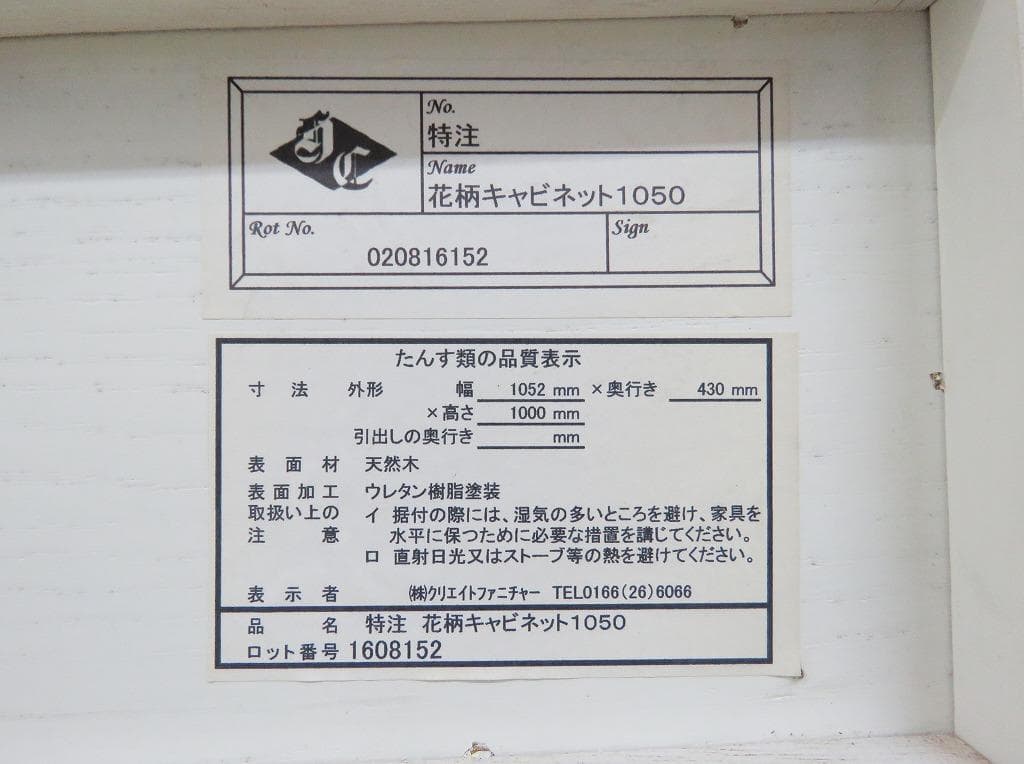 JC
No.
特注
Name
花柄キャビネット1050
Rot No.
020816152
Sign
たんす類の品質表示
寸法 外形 幅 1052 mm ×奥行き 430 mm
×高さ 1000 mm
引出しの奥行き mm
表面材 天然木
表面加工 ウレタン樹脂塗装
取扱い上の イ 据付の際には、湿気の多いところを避け、家具を
注意 水平に保つために必要な措置を講じてください。
ロ 直射日光又はストーブ等の熱を避けてください。
表示者 ㈱クリエイトファニチャー TEL0166(26)6066
品名 特注 花柄キャビネット1050
ロット番号 1608152